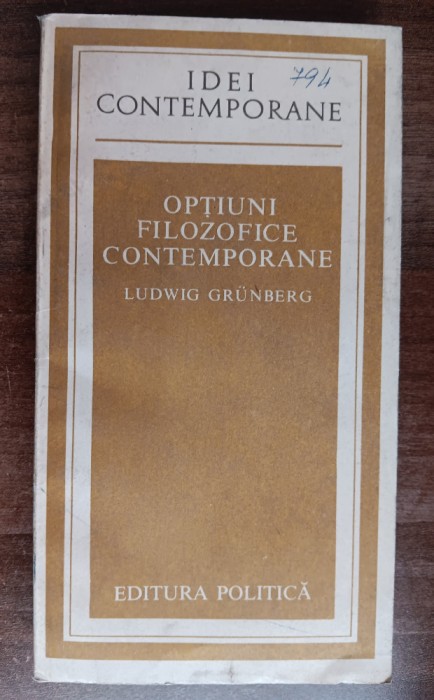 IDEI 794
CONTEMPORANE
OPȚIUNI
FILOZOFICE
CONTEMPORANE
LUDWIG GRÜNBERG
EDITURA POLITICĂ